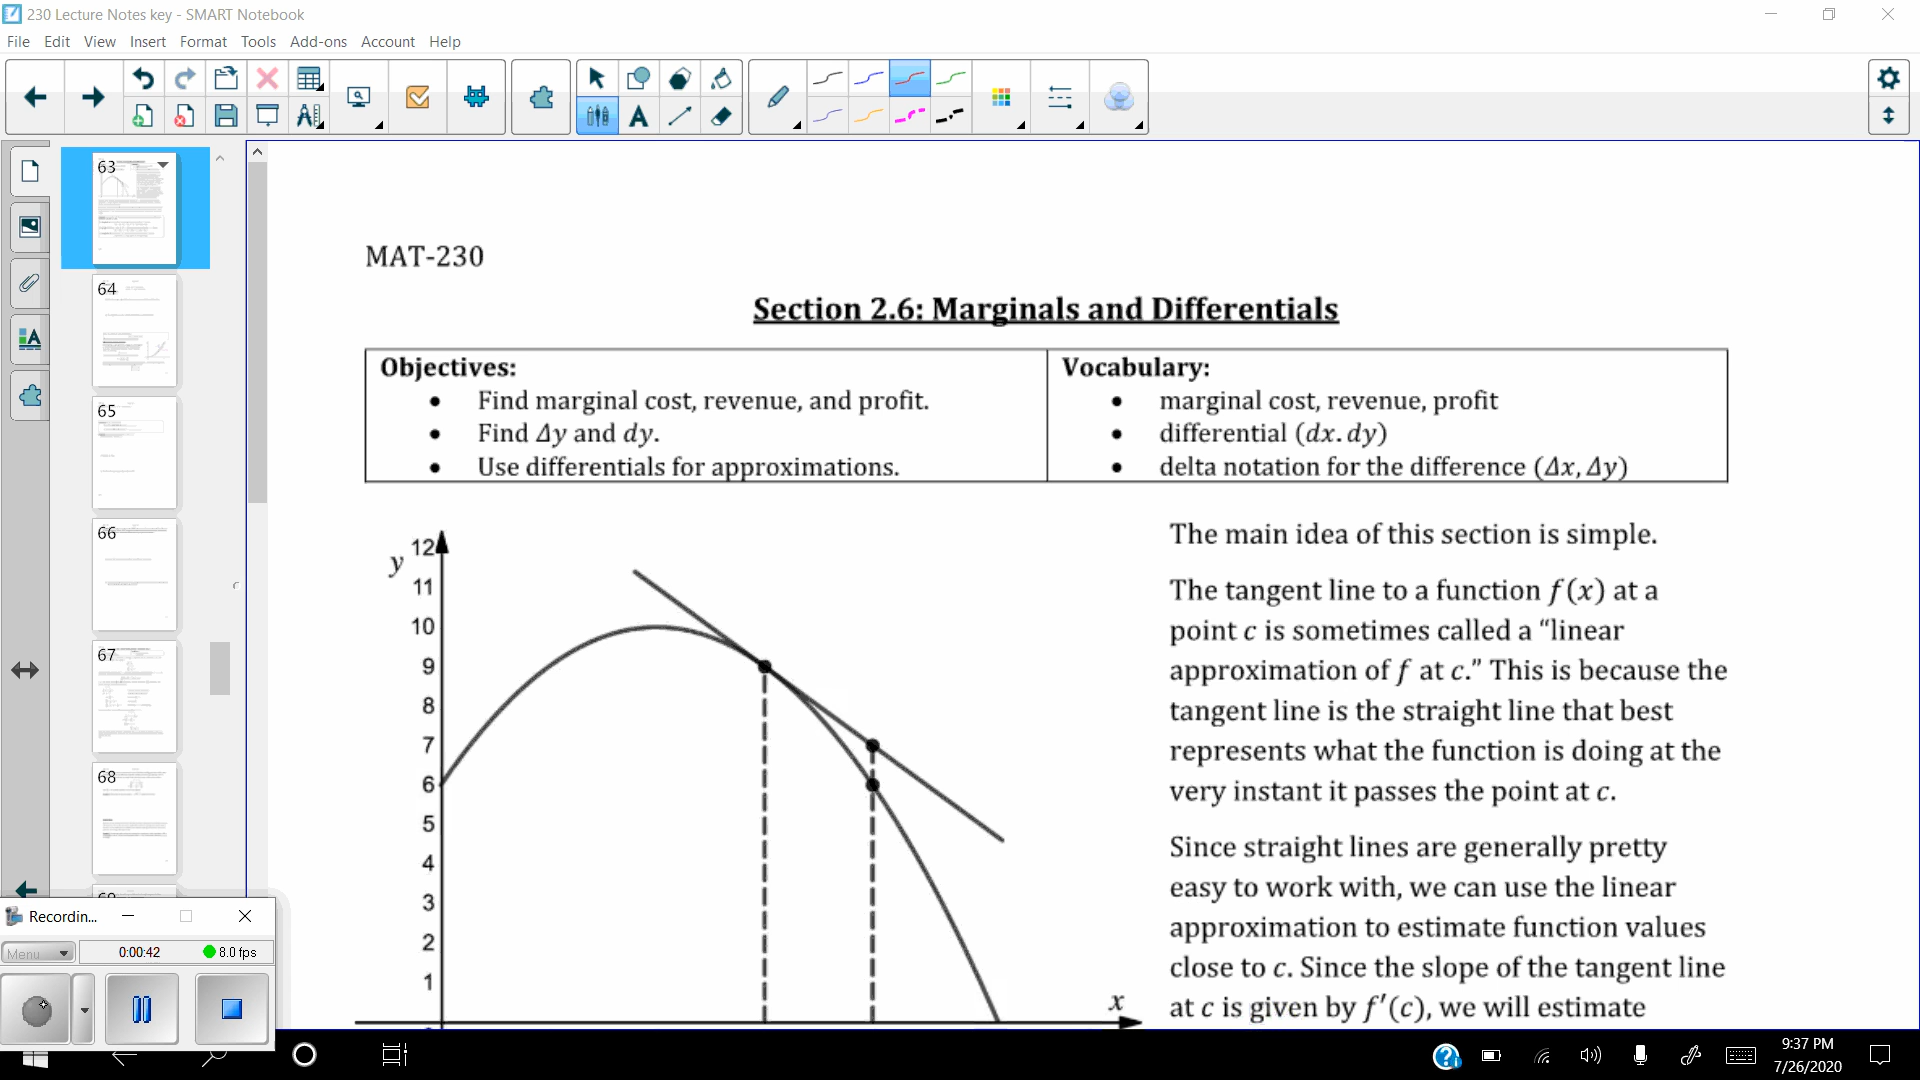 230 Lecture Notes key - SMART Notebook
File Edit View Insert Format Tools Add-ons Account Help
63
64
65
66
67
68
MAT-230
Section 2.6: Marginals and Differentials
Objectives:
• Find marginal cost, revenue, and profit.
• Find Δy and dy.
• Use differentials for approximations.
Vocabulary:
• marginal cost, revenue, profit
• differential (dx. dy)
• delta notation for the difference (Δx, Δy)
y
12
11
10
9
8
7
6
5
4
3
2
1
x
The main idea of this section is simple.
The tangent line to a function f(x) at a
point c is sometimes called a “linear
approximation of f at c.” This is because the
tangent line is the straight line that best
represents what the function is doing at the
very instant it passes the point at c.
Since straight lines are generally pretty
easy to work with, we can use the linear
approximation to estimate function values
close to c. Since the slope of the tangent line
at c is given by f′(c), we will estimate
Recordin...
Menu
0:00:42
8.0 fps
9:37 PM
7/26/2020